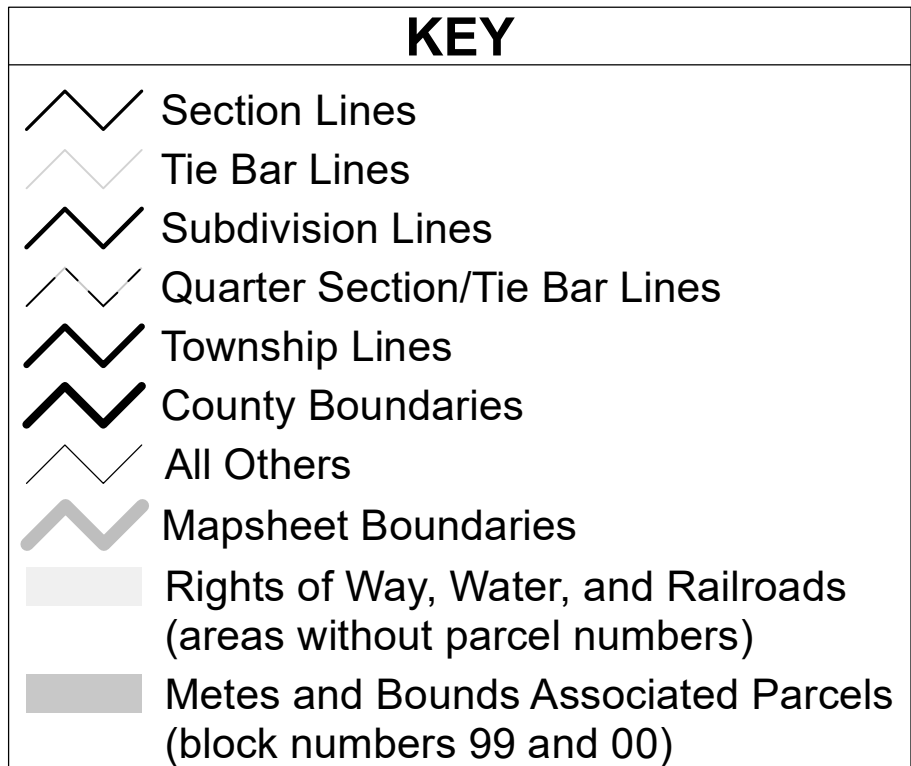 KEY
Section Lines
Tie Bar Lines
Subdivision Lines
Quarter Section/Tie Bar Lines
Township Lines
County Boundaries
All Others
Mapsheet Boundaries
Rights of Way, Water, and Railroads
(areas without parcel numbers)
Metes and Bounds Associated Parcels
(block numbers 99 and 00)